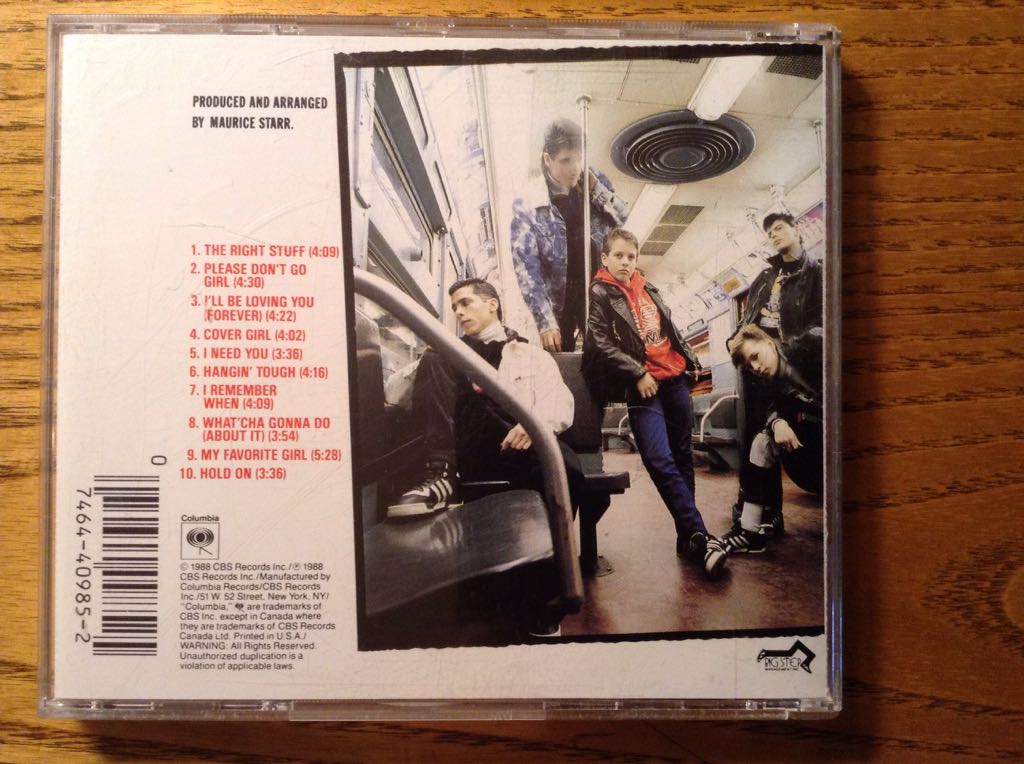 PRODUCED AND ARRANGED
BY MAURICE STARR.
1. THE RIGHT STUFF (4:09)
2. PLEASE DON'T GO
GIRL (4:30)
3. I'LL BE LOVING YOU
(FOREVER) (4:22)
4. COVER GIRL (4:02)
5. I NEED YOU (3:36)
6. HANGIN' TOUGH (4:16)
7. I REMEMBER
WHEN (4:09)
8. WHAT'CHA GONNA DO
(ABOUT IT) (3:54)
9. MY FAVORITE GIRL (5:28)
10. HOLD ON (3:36)
0
7464-40985-2
Columbia
© 1988 CBS Records Inc./℗ 1988
CBS Records Inc./Manufactured by
Columbia Records/CBS Records
Inc./51 W. 52 Street, New York, NY/
"Columbia," are trademarks of
CBS Inc. except in Canada where
they are trademarks of CBS Records
Canada Ltd. Printed in U.S.A./
WARNING: All Rights Reserved.
Unauthorized duplication is a
violation of applicable laws.
BIG STEP